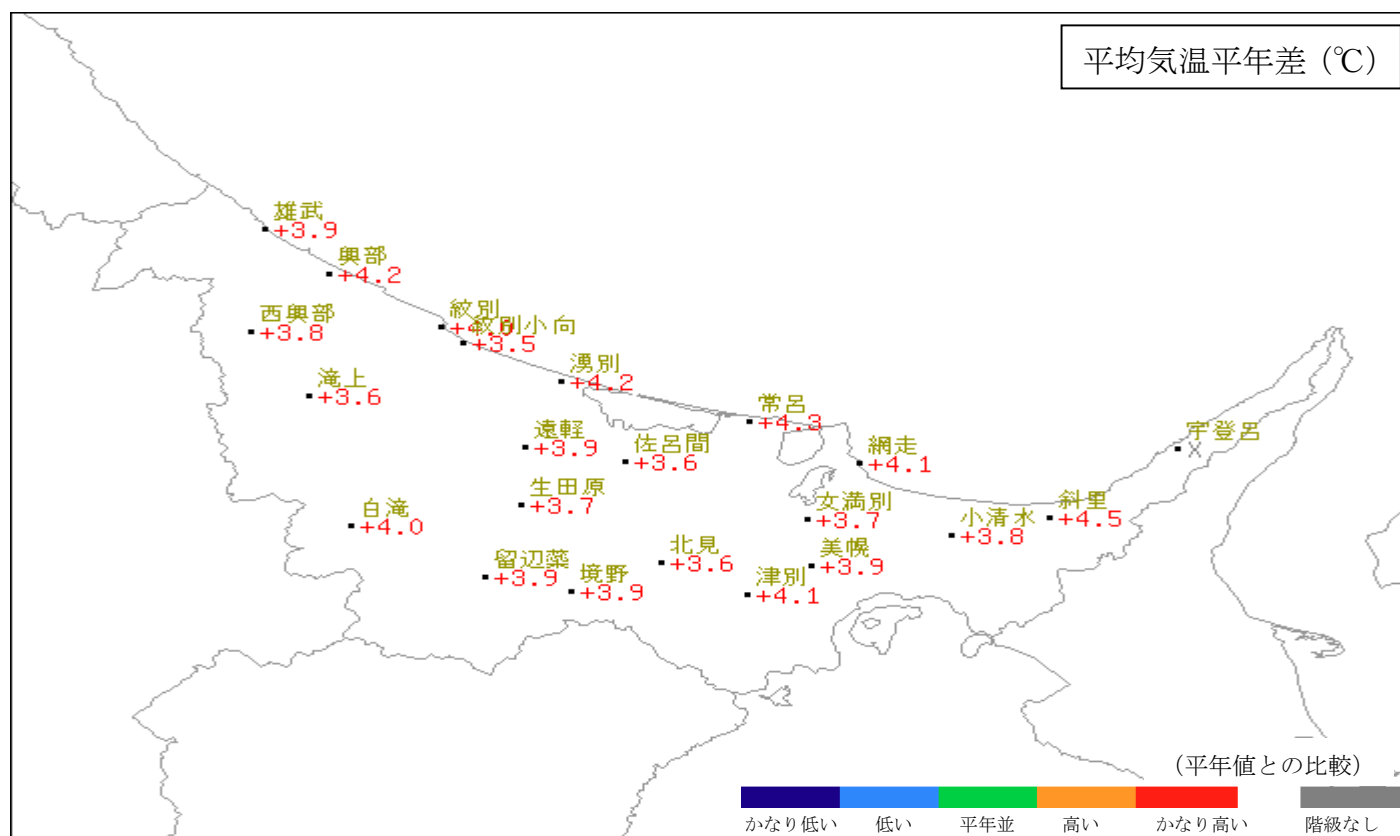 平均気温平年差(℃)
雄武
+3.9
興部
+4.2
西興部
+3.8
紋別
紋別小向
+3.5
滝上
+3.6
湧別
+4.2
常呂
+4.3
遠軽
+3.9
佐呂間
+3.6
網走
+4.1
宇登呂
X
生田原
+3.7
白滝
+4.0
女満別
+3.7
小清水
+3.8
斜里
+4.5
留辺蘂
+3.9
境野
+3.9
北見
+3.6
美幌
+3.9
津別
+4.1
(平年値との比較)
かなり低い 低い 平年並 高い かなり高い 階級なし